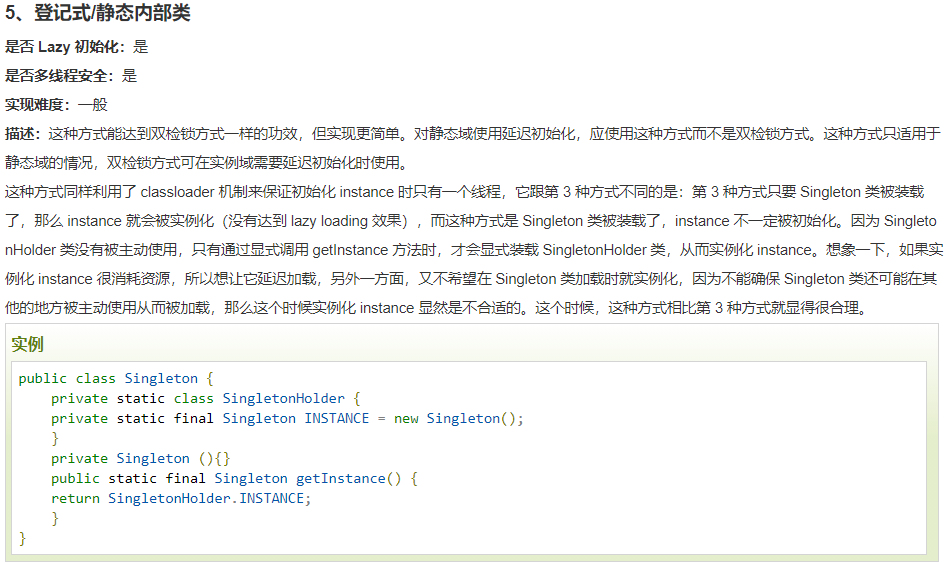 5、登记式/静态内部类
是否 Lazy 初始化：是
是否多线程安全：是
实现难度：一般
描述：这种方式能达到双检锁方式一样的功效，但实现更简单。对静态域使用延迟初始化，应使用这种方式而不是双检锁方式。这种方式只适用于
静态域的情况，双检锁方式可在实例域需要延迟初始化时使用。
这种方式同样利用了 classloader 机制来保证初始化 instance 时只有一个线程，它跟第 3 种方式不同的是：第 3 种方式只要 Singleton 类被装载
了，那么 instance 就会被实例化（没有达到 lazy loading 效果），而这种方式是 Singleton 类被装载了，instance 不一定被初始化。因为 Singleto
nHolder 类没有被主动使用，只有通过显式调用 getInstance 方法时，才会显式装载 SingletonHolder 类，从而实例化 instance。想象一下，如果实
例化 instance 很消耗资源，所以想让它延迟加载，另外一方面，又不希望在 Singleton 类加载时就实例化，因为不能确保 Singleton 类还可能在其
他的地方被主动使用从而被加载，那么这个时候实例化 instance 显然是不合适的。这个时候，这种方式相比第 3 种方式就显得很合理。
实例
public class Singleton {
    private static class SingletonHolder {
    private static final Singleton INSTANCE = new Singleton();
    }
    private Singleton (){}
    public static final Singleton getInstance() {
    return SingletonHolder.INSTANCE;
    }
}